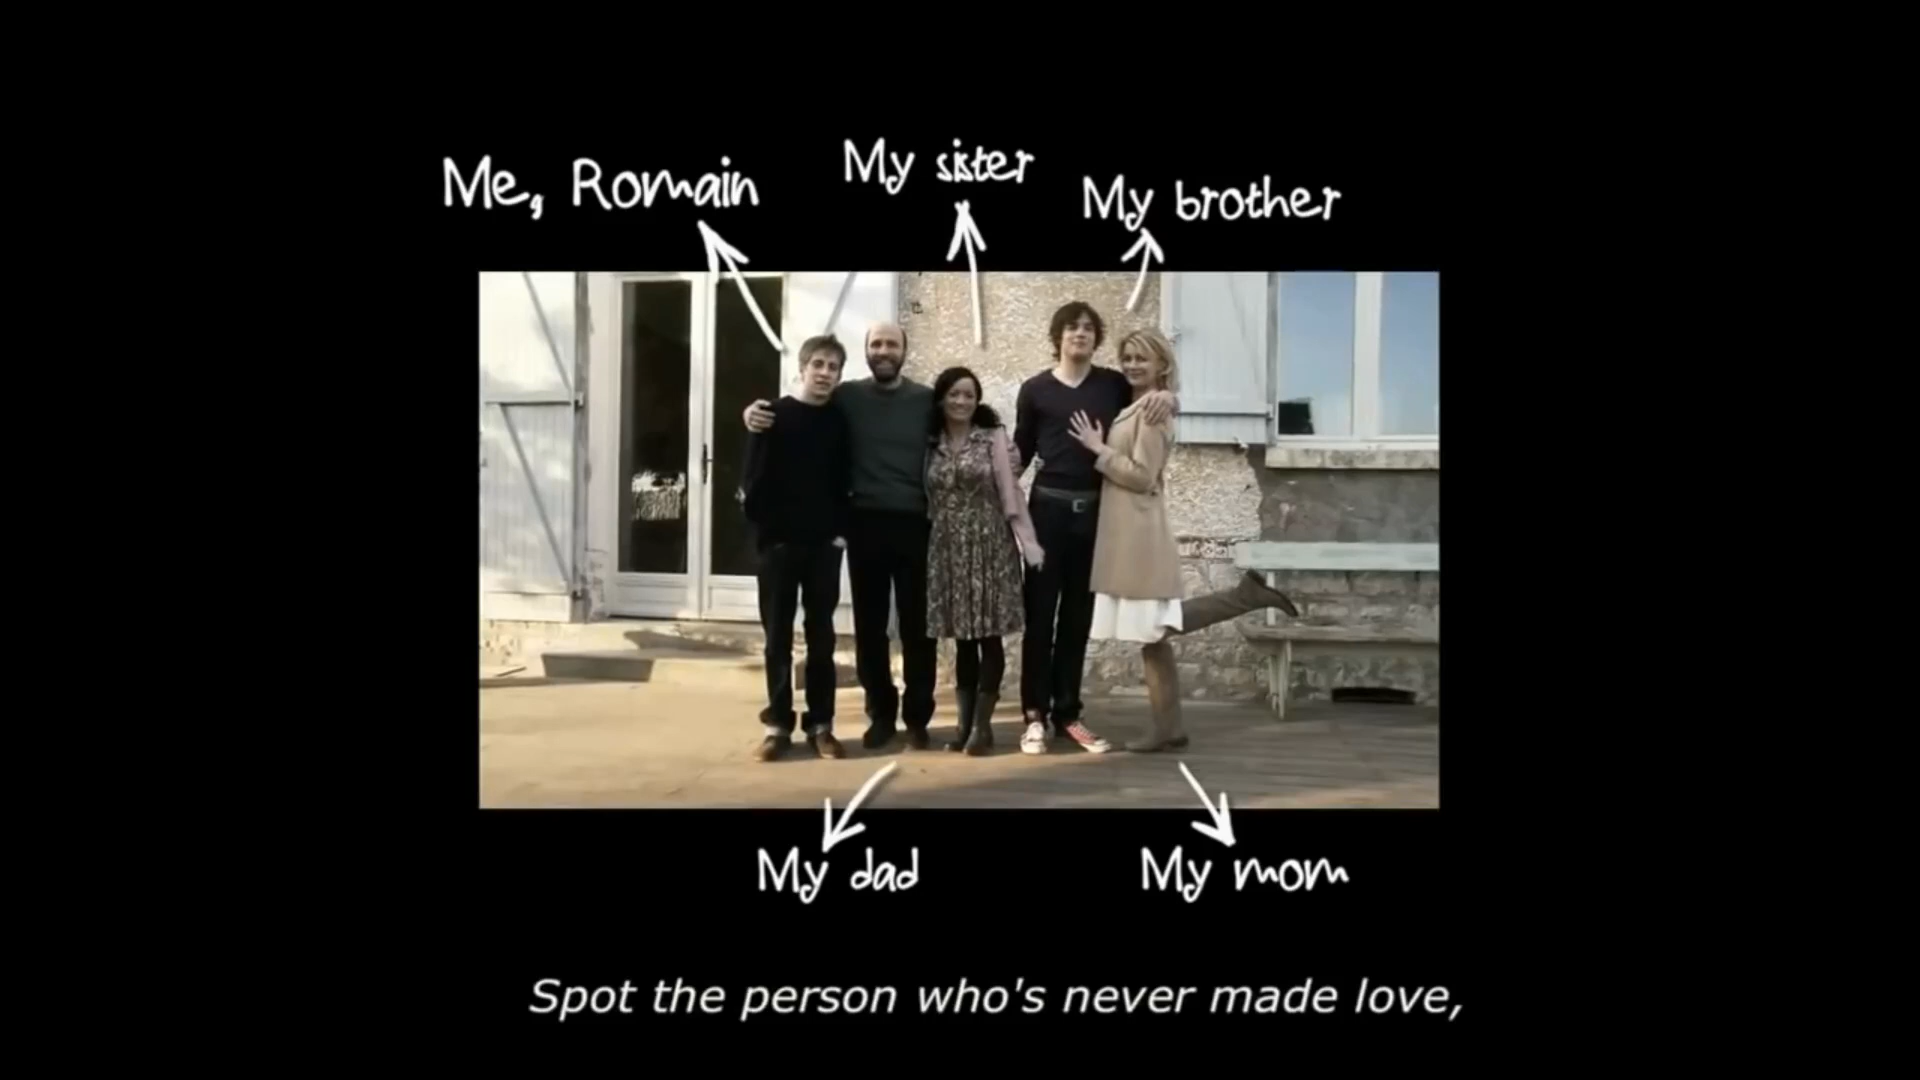 Me, Romain
My sister
My brother
My dad
My mom
Spot the person who's never made love,